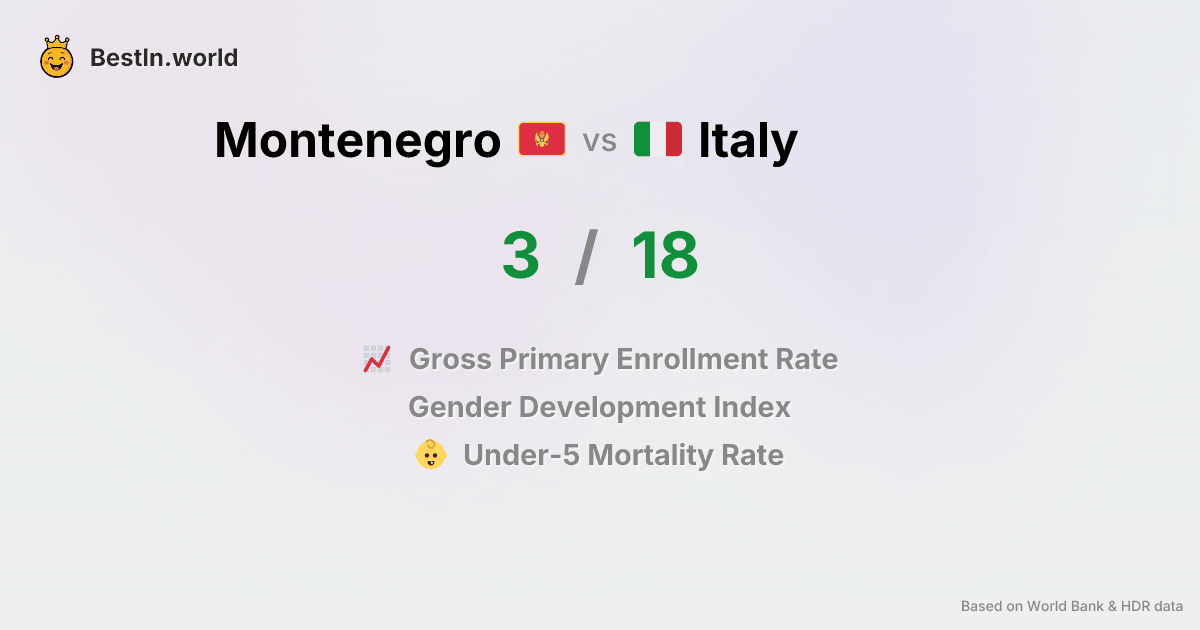 BestIn.world
Montenegro vs Italy
3 / 18
Gross Primary Enrollment Rate
Gender Development Index
Under-5 Mortality Rate
Based on World Bank & HDR data